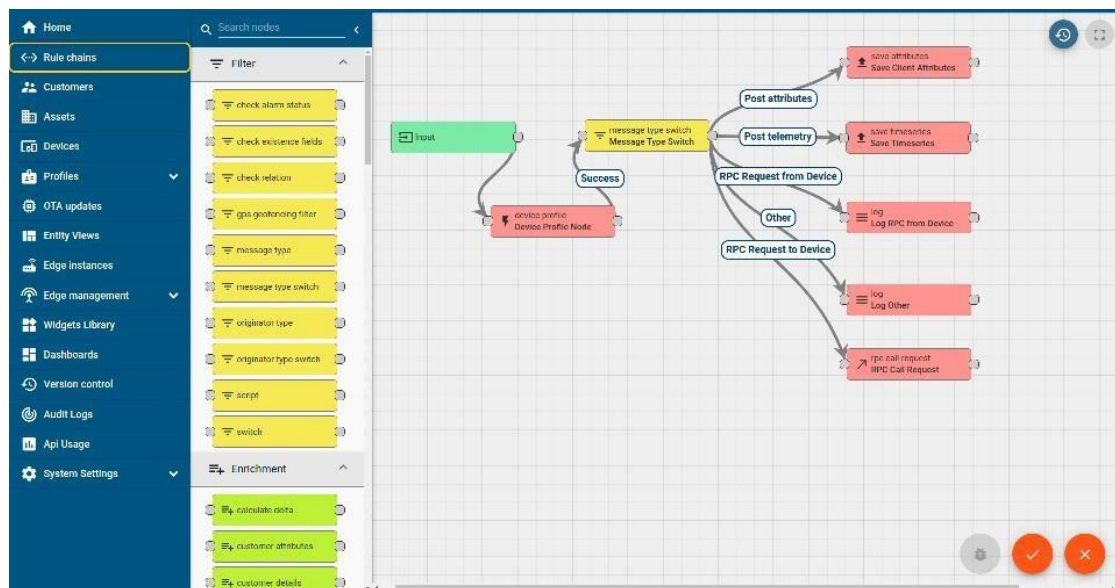 Home
Rule chains
Customers
Assets
Devices
Profiles
OTA updates
Entity Views
Edge instances
Edge management
Widgets Library
Dashboards
Version control
Audit Logs
Api Usage
System Settings
Search nodes
Filter
check alarm status
check existence fields
check relation
gps geofencing filter
message type
message type switch
originator type
originator type switch
script
switch
Enrichment
calculate delta
customer attributes
customer details
Input
device profile
Device Profile Node
Success
message type switch
Message Type Switch
Post attributes
Post telemetry
RPC Request from Device
Other
RPC Request to Device
save attributes
Save Client Attributes
save timeseries
Save Timeseries
log
Log RPC from Device
log
Log Other
rpc call request
RPC Call Request